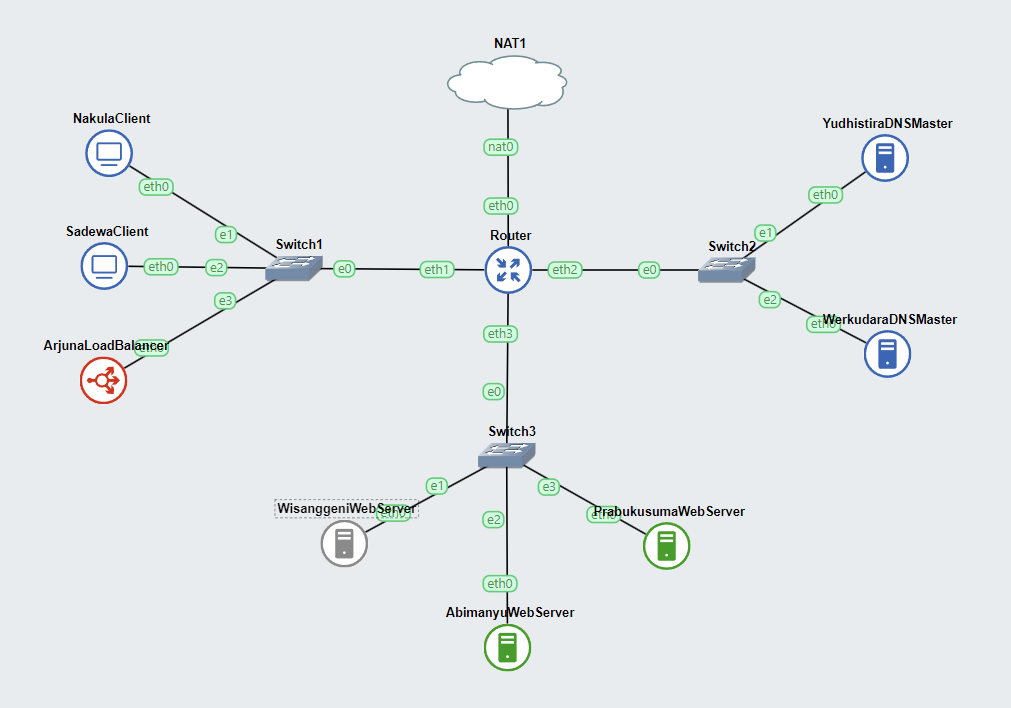 NAT1
nat0
eth0
Router
NakulaClient
eth0
e1
SadewaClient
eth0
e2
Switch1
e0
eth1
e3
ArjunaLoadBalancer
eth0
eth2
e0
Switch2
e1
eth0
YudhistiraDNSMaster
e2
eth0
WerkudaraDNSMaster
eth3
e0
Switch3
e1
WisanggeniWebServer
eth0
e2
eth0
AbimanyuWebServer
e3
eth0
PrabukusumaWebServer